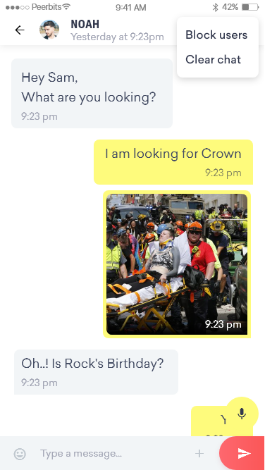 Peerbits
9:41 AM
42%
NOAH
Yesterday at 9:23pm
Block users
Clear chat
Hey Sam,
What are you looking?
9:23 pm
I am looking for Crown
9:23 pm
9:23 pm
Oh..! Is Rock's Birthday?
9:23 pm
Type a message...